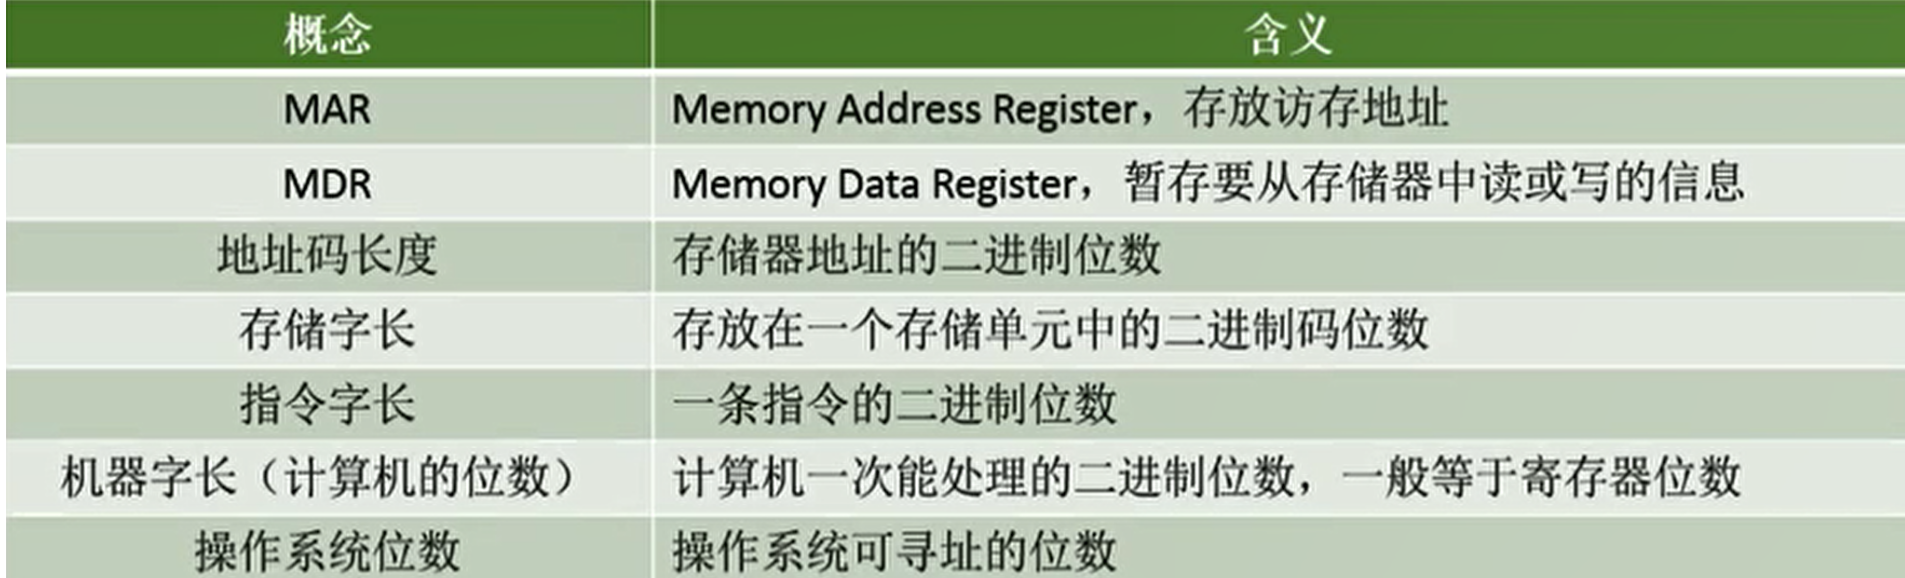 概念 含义
MAR Memory Address Register，存放访存地址
MDR Memory Data Register，暂存要从存储器中读或写的信息
地址码长度 存储器地址的二进制位数
存储字长 存放在一个存储单元中的二进制码位数
指令字长 一条指令的二进制位数
机器字长（计算机的位数） 计算机一次能处理的二进制位数，一般等于寄存器位数
操作系统位数 操作系统可寻址的位数